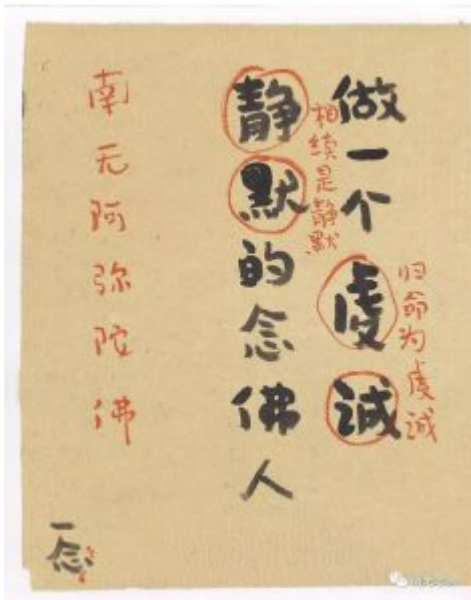 做一个虔诚
归命为虔诚
静默的念佛人
相续是静默
南无阿弥陀佛
一念